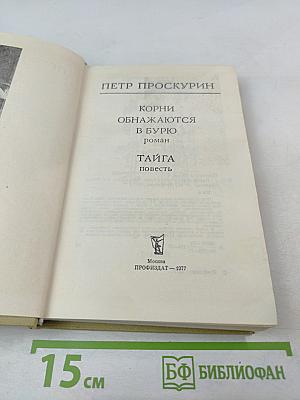 ПЕТР ПРОСКУРИН
КОРНИ
ОБНАЖАЮТСЯ
В БУРЮ
роман
ТАЙГА
повесть
Москва
ПРОФИЗДАТ — 1977
15 см
БФ БИБЛИОФАН